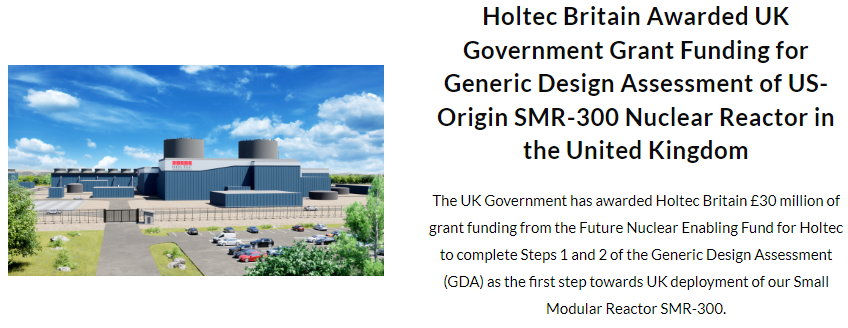 Holtec Britain Awarded UK
Government Grant Funding for
Generic Design Assessment of US-
Origin SMR-300 Nuclear Reactor in
the United Kingdom
The UK Government has awarded Holtec Britain £30 million of
grant funding from the Future Nuclear Enabling Fund for Holtec
to complete Steps 1 and 2 of the Generic Design Assessment
(GDA) as the first step towards UK deployment of our Small
Modular Reactor SMR-300.